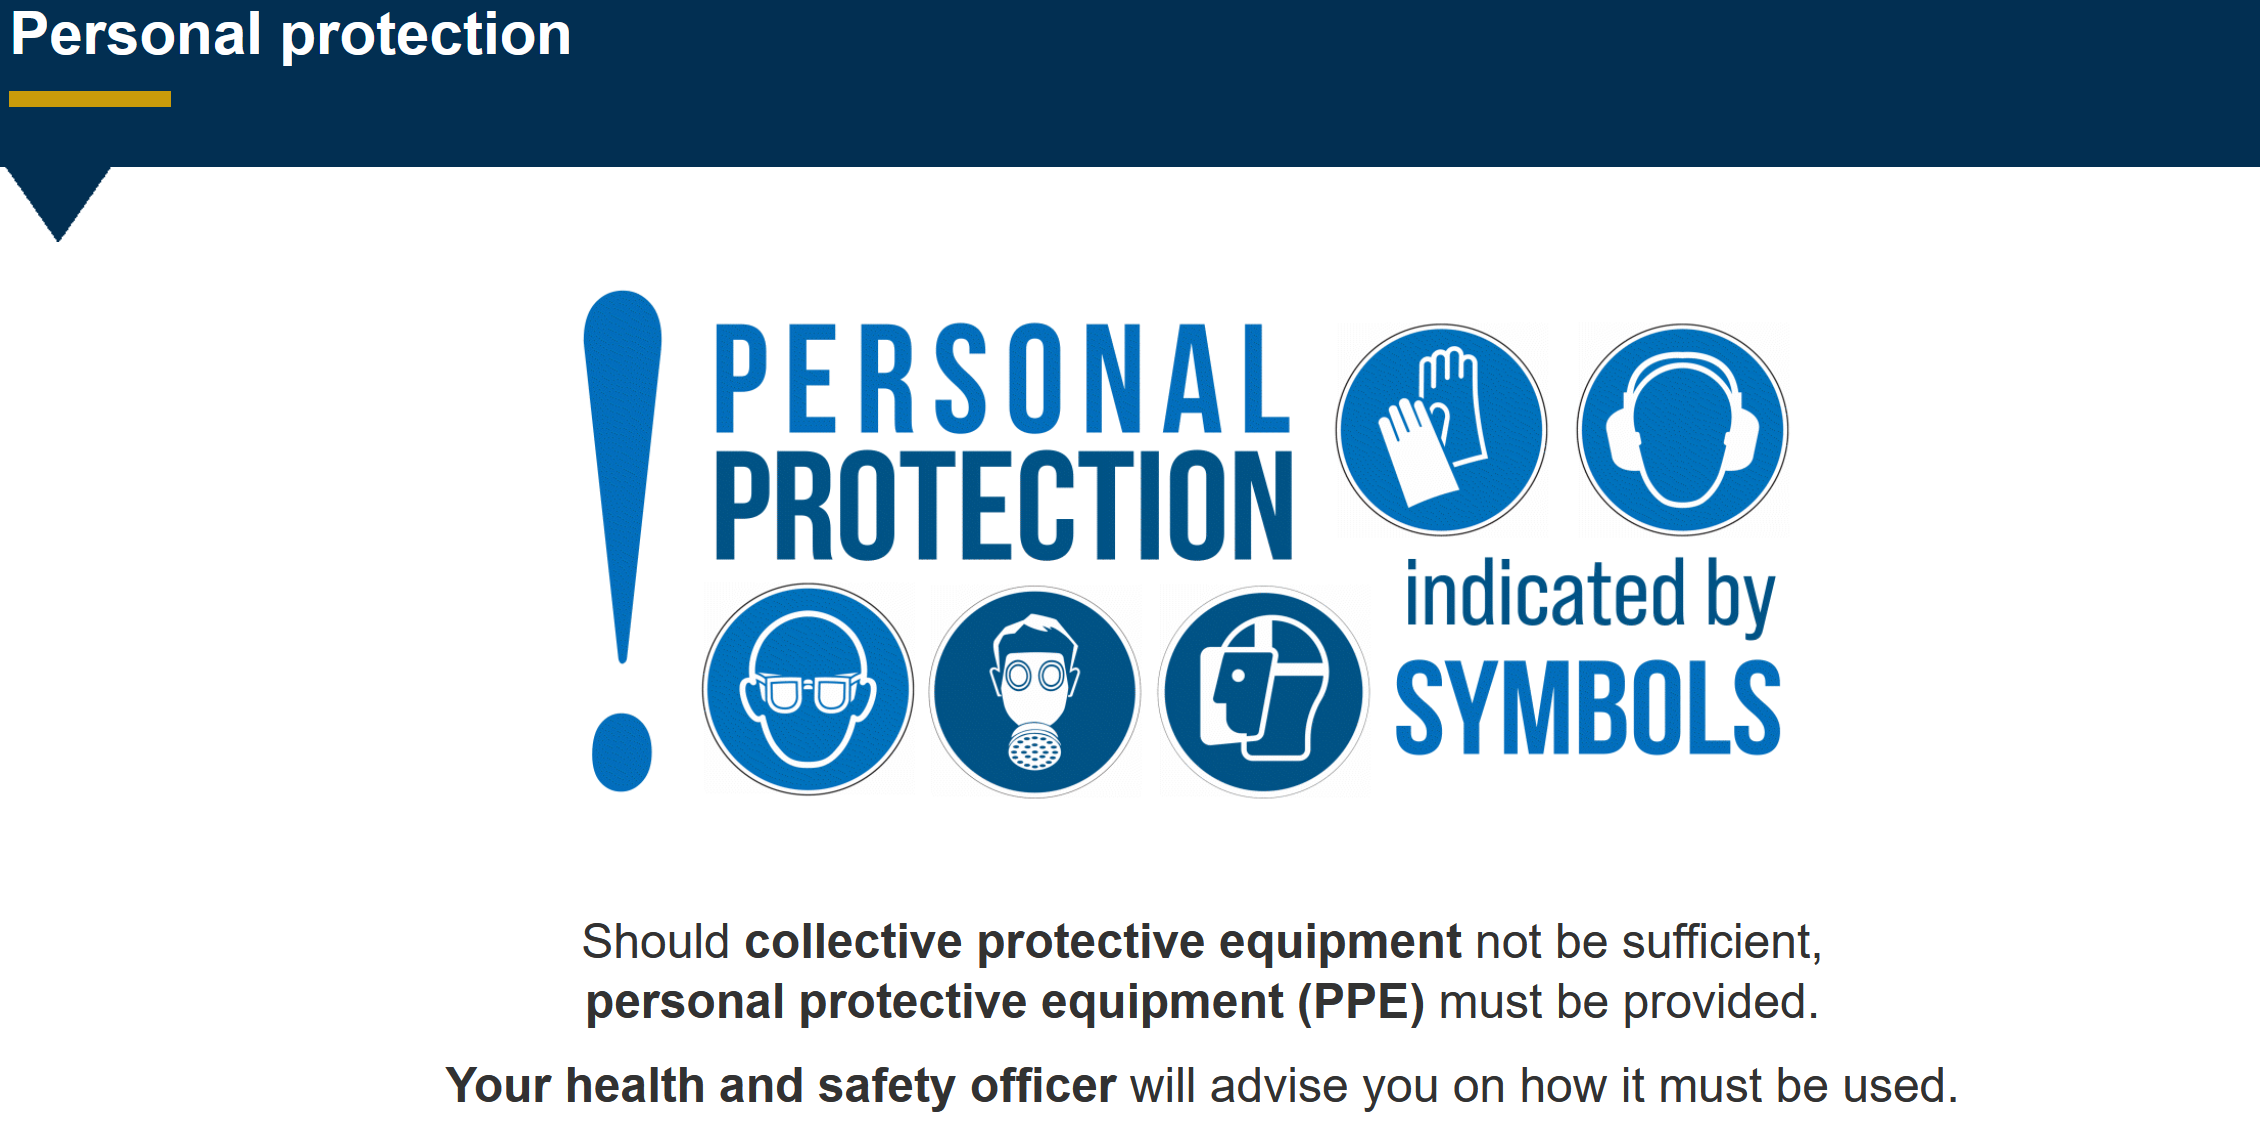 Personal protection
PERSONAL
PROTECTION
indicated by
SYMBOLS
Should collective protective equipment not be sufficient,
personal protective equipment (PPE) must be provided.
Your health and safety officer will advise you on how it must be used.